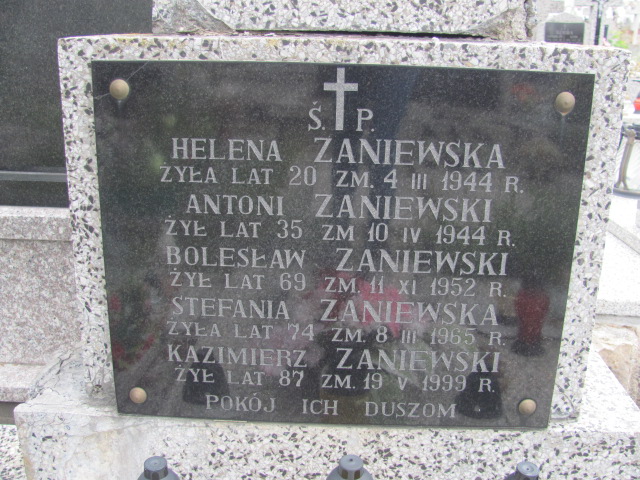 Ś. P.
HELENA ZANIEWSKA
ŻYŁA LAT 20 ZM. 4 III 1944 R.
ANTONI ZANIEWSKI
ŻYŁ LAT 35 ZM 10 IV 1944 R.
BOLESŁAW ZANIEWSKI
ŻYŁ LAT 69 ZM. 11 XI 1952 R.
STEFANIA ZANIEWSKA
ŻYŁA LAT 74 ZM. 8 III 1965 R.
KAZIMIERZ ZANIEWSKI
ŻYŁ LAT 87 ZM. 19 V 1999 R.
POKÓJ ICH DUSZOM